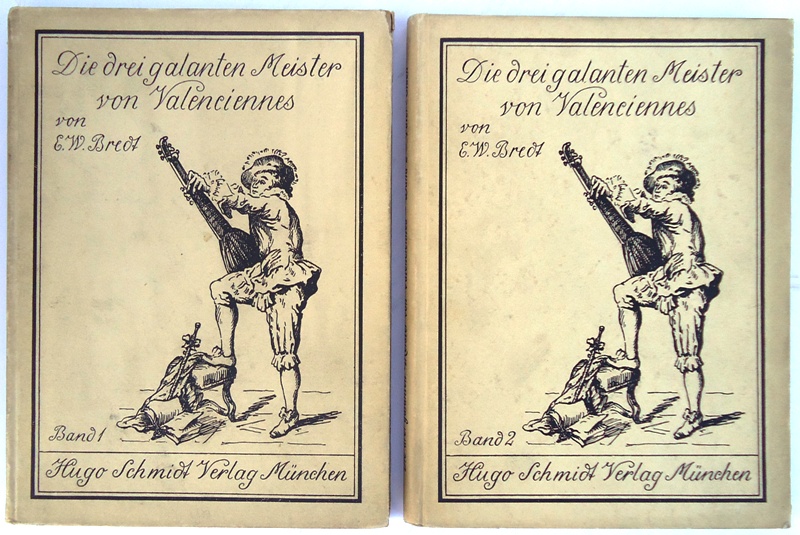 Die drei galanten Meister
von Valenciennes
von
E.W. Bredt
Band 1
Hugo Schmidt Verlag München
Die drei galanten Meister
von Valenciennes
von
E.W. Bredt
Band 2
Hugo Schmidt Verlag München